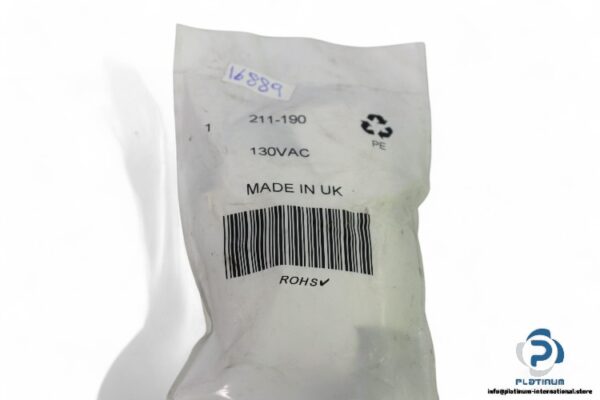 16889
1 211-190
PE
130VAC
MADE IN UK
ROHS✔
PLATINUM
info@platinum-international.store